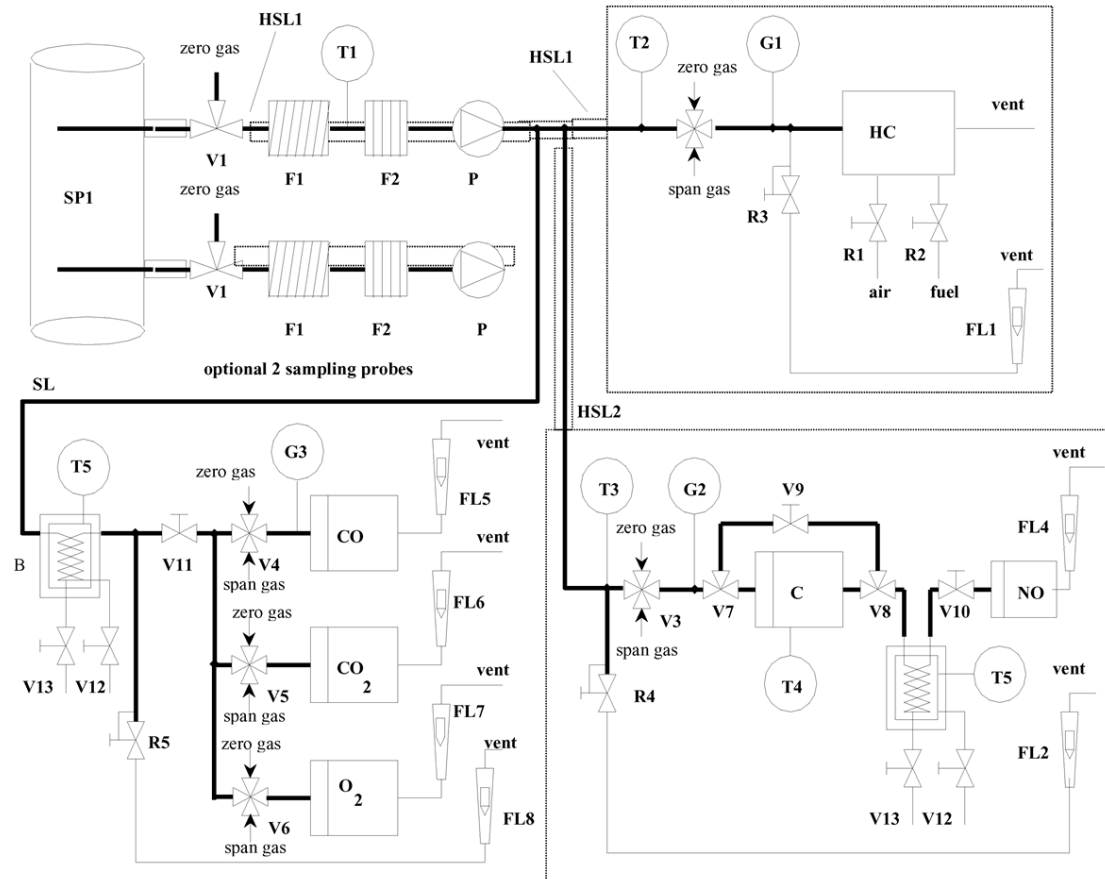 HSL1
zero gas
T1
V1
F1
F2
P
SP1
zero gas
V1
F1
F2
P
optional 2 sampling probes
HSL1
T2
zero gas
span gas
G1
HC
vent
R3
R1
R2
air
fuel
vent
FL1
SL
HSL2
T5
B
V13
V12
V11
R5
zero gas
G3
V4
span gas
CO
vent
FL5
zero gas
V5
span gas
CO
2
vent
FL6
zero gas
V6
span gas
O
2
vent
FL7
vent
FL8
T3
zero gas
V3
span gas
G2
V9
V7
C
V8
T4
R4
V10
NO
vent
FL4
T5
V13
V12
vent
FL2